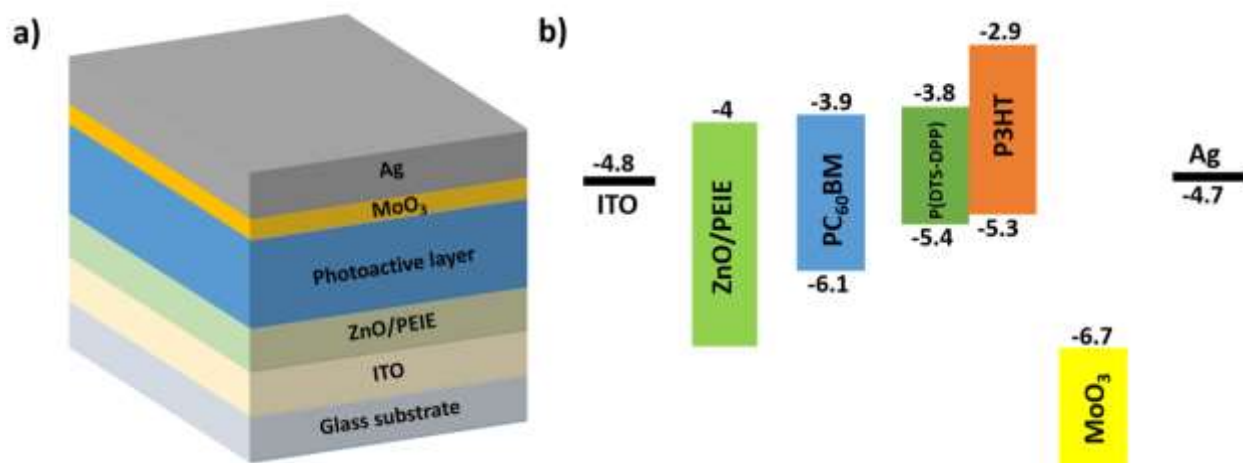 a)
Ag
MoO₃
Photoactive layer
ZnO/PEIE
ITO
Glass substrate
b)
-4.8
ITO
-4
ZnO/PEIE
-3.9
PC₆₀BM
-6.1
-3.8
P(DTS-DPP)
-5.4
-2.9
P3HT
-5.3
-6.7
MoO₃
Ag
-4.7